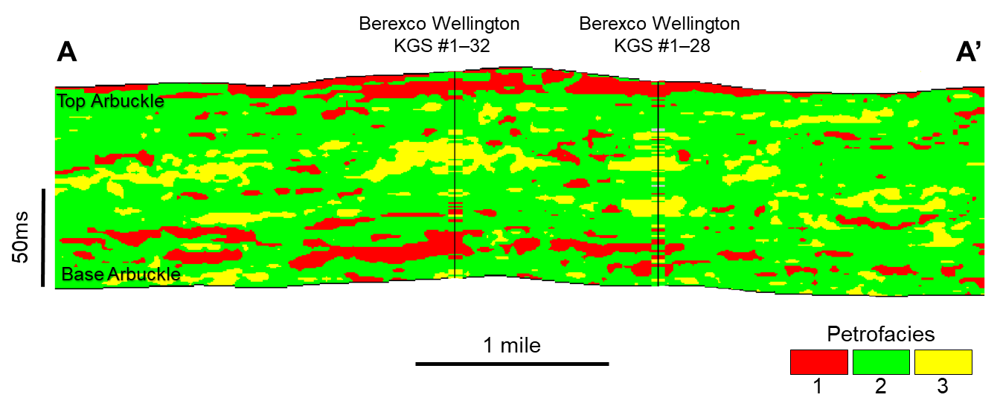 Berexco Wellington
KGS #1–32
Berexco Wellington
KGS #1–28
A
A’
Top Arbuckle
50ms
Base Arbuckle
1 mile
Petrofacies
1 2 3